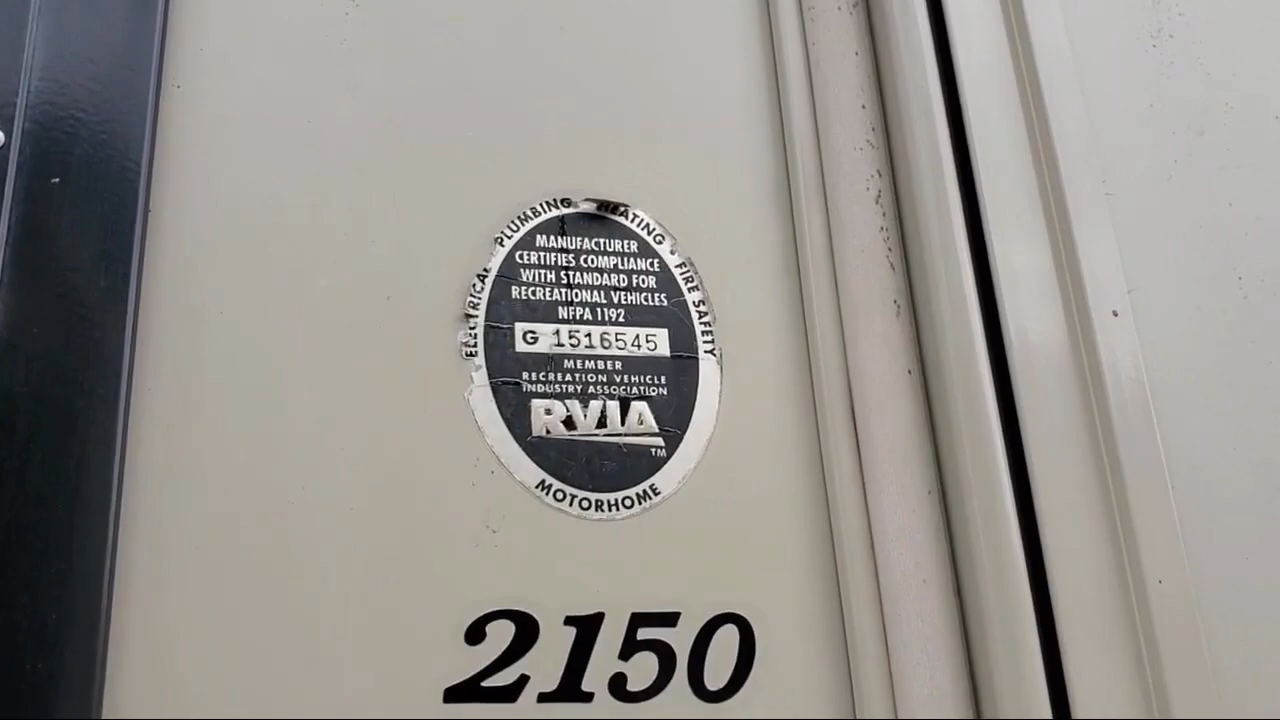 ELECTRICAL PLUMBING HEATING • FIRE SAFETY
MANUFACTURER
CERTIFIES COMPLIANCE
WITH STANDARD FOR
RECREATIONAL VEHICLES
NFPA 1192
G 1516545
MEMBER
RECREATION VEHICLE
INDUSTRY ASSOCIATION
RVIA
TM
MOTORHOME
2150